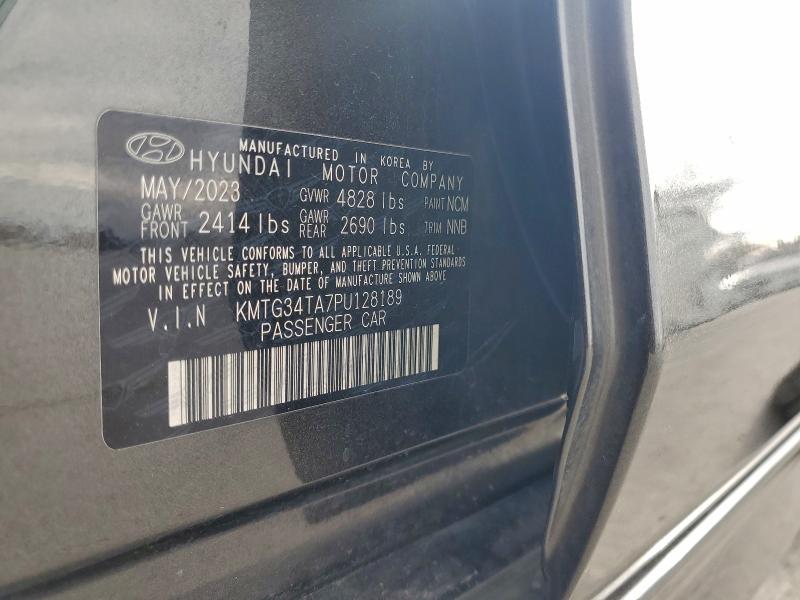 MANUFACTURED IN KOREA BY
HYUNDAI MOTOR COMPANY
MAY/2023 GVWR 4828 lbs PAINT NCM
GAWR FRONT 2414 lbs GAWR REAR 2690 lbs TRIM NNB
THIS VEHICLE CONFORMS TO ALL APPLICABLE U.S.A. FEDERAL
MOTOR VEHICLE SAFETY, BUMPER, AND THEFT PREVENTION STANDARDS
IN EFFECT ON THE DATE OF MANUFACTURE SHOWN ABOVE
V.I.N KMTG34TA7PU128189
PASSENGER CAR